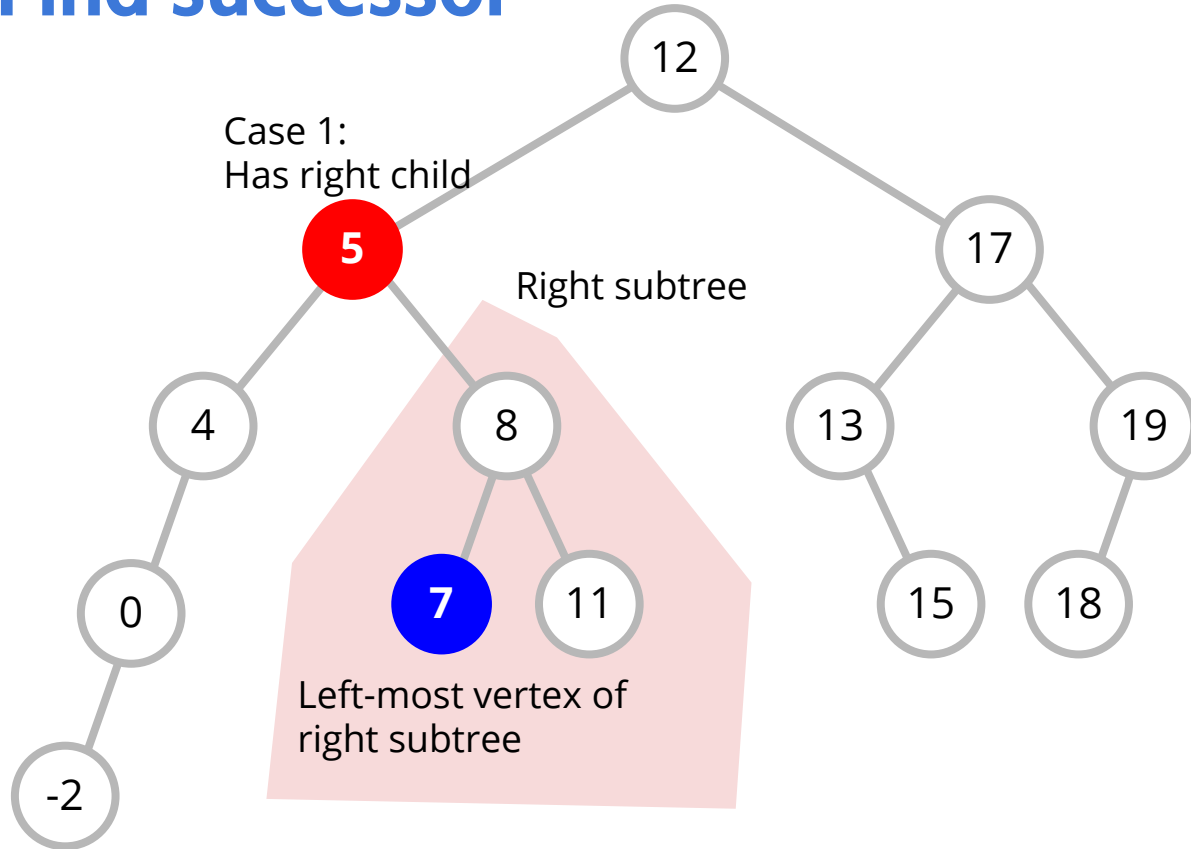 Find successor
12
Case 1:
Has right child
5
17
Right subtree
4
8
13
19
0
7
11
15
18
Left-most vertex of
right subtree
-2